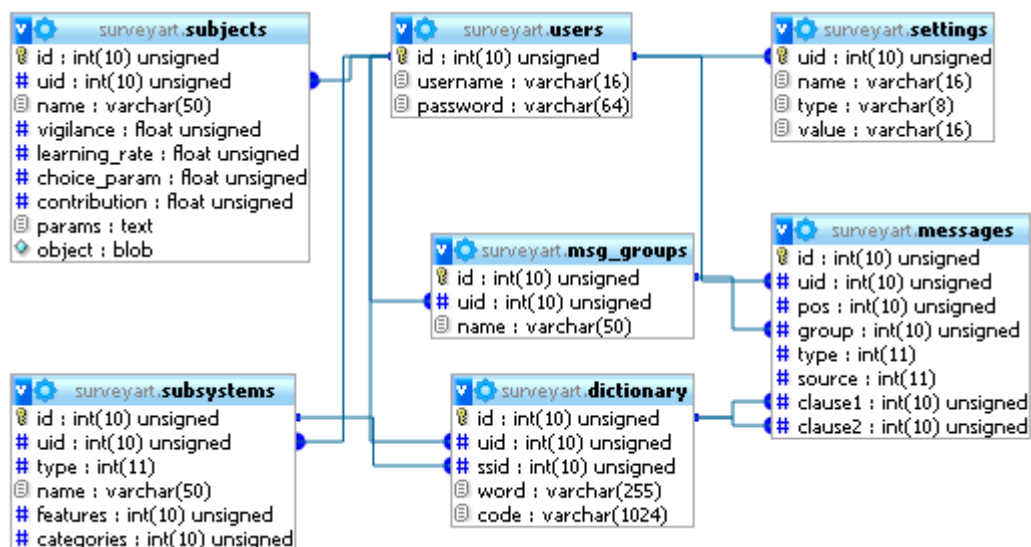 surveyart.subjects
id : int(10) unsigned
# uid : int(10) unsigned
name : varchar(50)
# vigilance : float unsigned
# learning_rate : float unsigned
# choice_param : float unsigned
# contribution : float unsigned
params : text
object : blob
surveyart.users
id : int(10) unsigned
username : varchar(16)
password : varchar(64)
surveyart.settings
uid : int(10) unsigned
name : varchar(16)
type : varchar(8)
value : varchar(16)
surveyart.msg_groups
id : int(10) unsigned
# uid : int(10) unsigned
name : varchar(50)
surveyart.messages
id : int(10) unsigned
# uid : int(10) unsigned
# pos : int(10) unsigned
# group : int(10) unsigned
# type : int(11)
# source : int(11)
# clause1 : int(10) unsigned
# clause2 : int(10) unsigned
surveyart.subsystems
id : int(10) unsigned
# uid : int(10) unsigned
# type : int(11)
name : varchar(50)
# features : int(10) unsigned
# categories : int(10) unsigned
surveyart.dictionary
id : int(10) unsigned
# uid : int(10) unsigned
# ssid : int(10) unsigned
word : varchar(255)
code : varchar(1024)